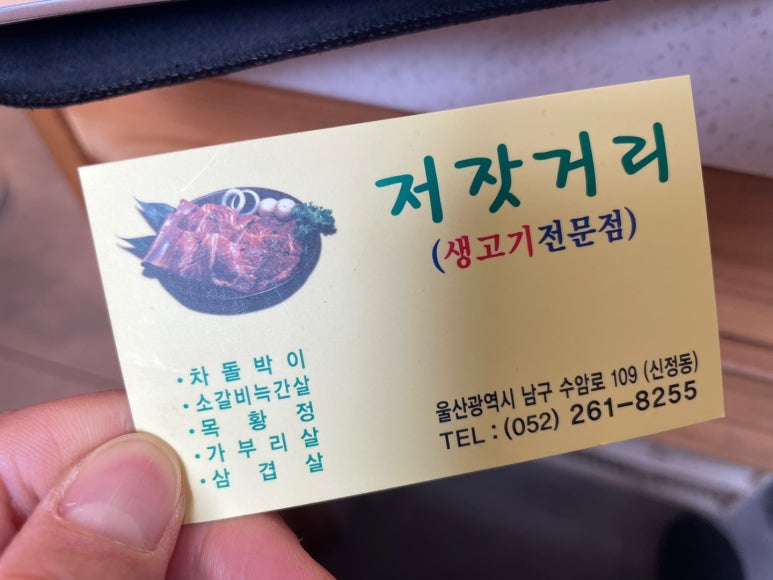 저잣거리
(생고기전문점)
·차돌박이
·소갈비늑간살
·목황정
·가부리살
·삼겹살
울산광역시 남구 수암로 109 (신정동)
TEL : (052) 261-8255